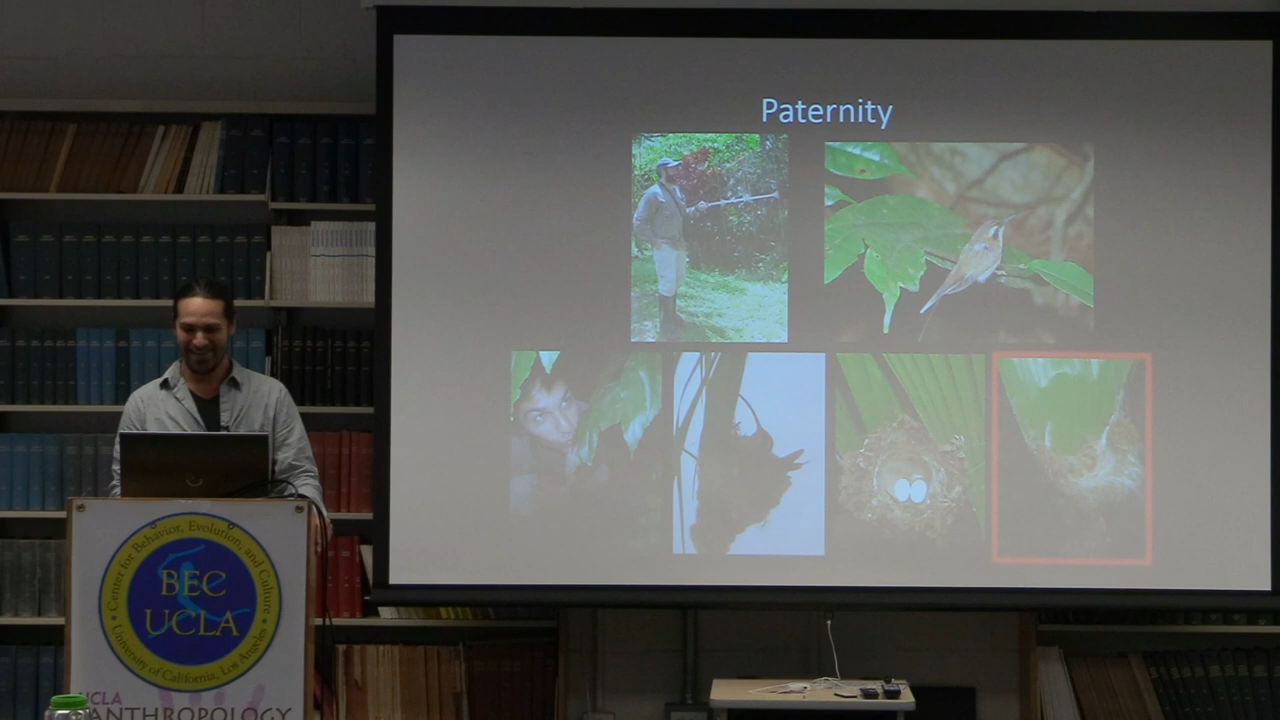 Paternity
Center for Behavior, Evolution, and Culture
BEC
UCLA
University of California, Los Angeles
UCLA
ANTHROPOLOGY